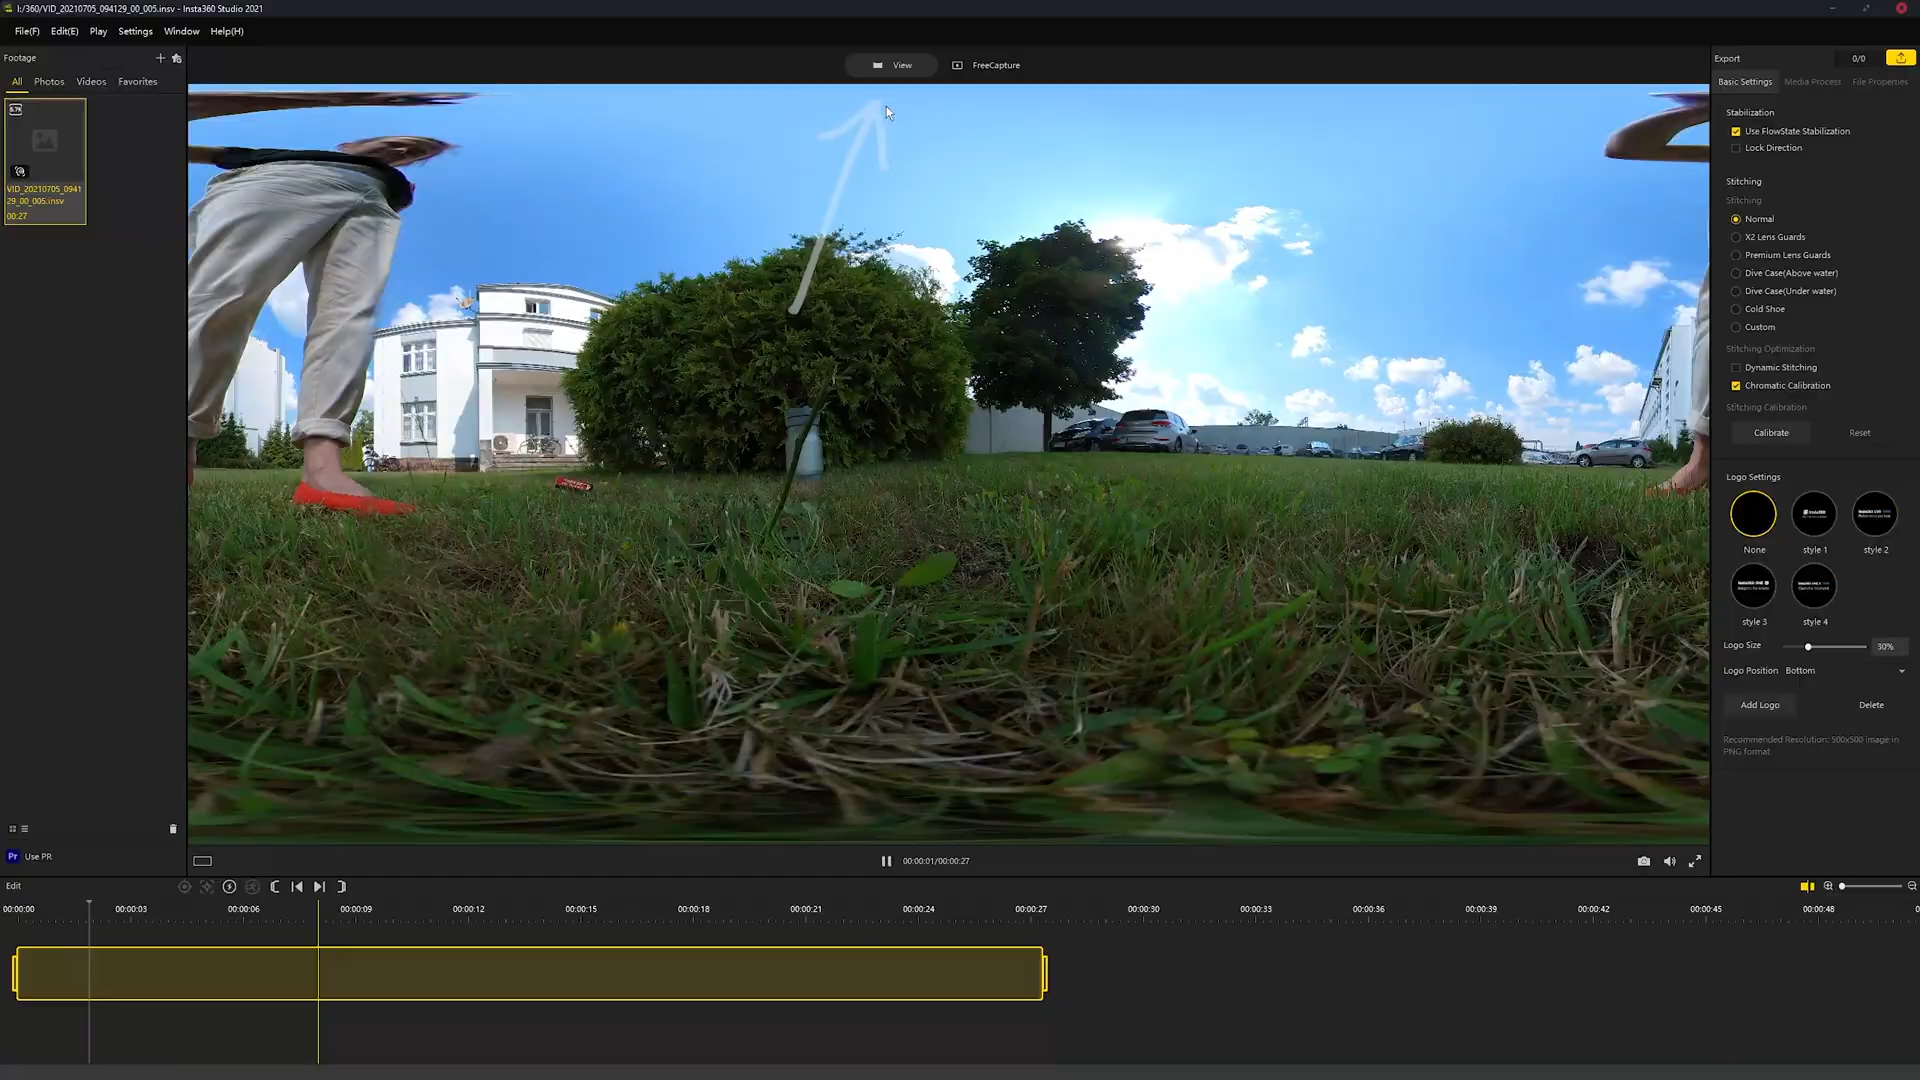 I:/360/VID_20210705_094129_00_005.insv - Insta360 Studio 2021
File(F) Edit(E) Play Settings Window Help(H)
Footage
All Photos Videos Favorites
5.7K
VID_20210705_0941
29_00_005.insv
00:27
Pr Use PR
View FreeCapture
00:00:01/00:00:27
Export 0/0
Basic Settings Media Process File Properties
Stabilization
Use FlowState Stabilization
Lock Direction
Stitching
Stitching
Normal
X2 Lens Guards
Premium Lens Guards
Dive Case(Above water)
Dive Case(Under water)
Cold Shoe
Custom
Stitching Optimization
Dynamic Stitching
Chromatic Calibration
Stitching Calibration
Calibrate Reset
Logo Settings
None style 1 style 2
style 3 style 4
Logo Size 30%
Logo Position Bottom
Add Logo Delete
Recommended Resolution: 500x500 image in
PNG format
Edit
00:00:00 00:00:03 00:00:06 00:00:09 00:00:12 00:00:15 00:00:18 00:00:21 00:00:24 00:00:27 00:00:30 00:00:33 00:00:36 00:00:39 00:00:42 00:00:45 00:00:48